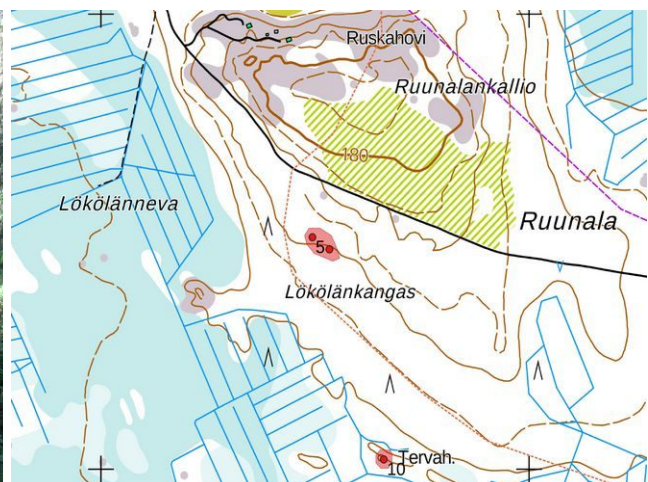 Ruskahovi
Ruunalankallio
180
Lökölänneva
Ruunala
5
Lökölänkangas
Tervah.
10